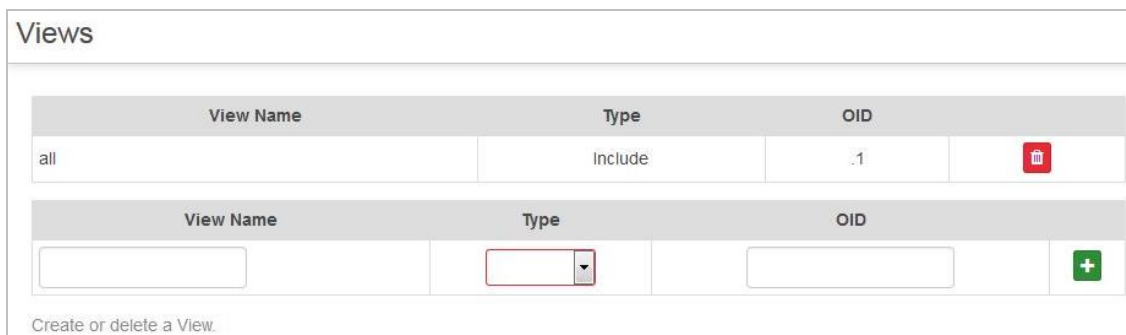 Views
View Name Type OID
all Include .1
View Name Type OID
Create or delete a View.